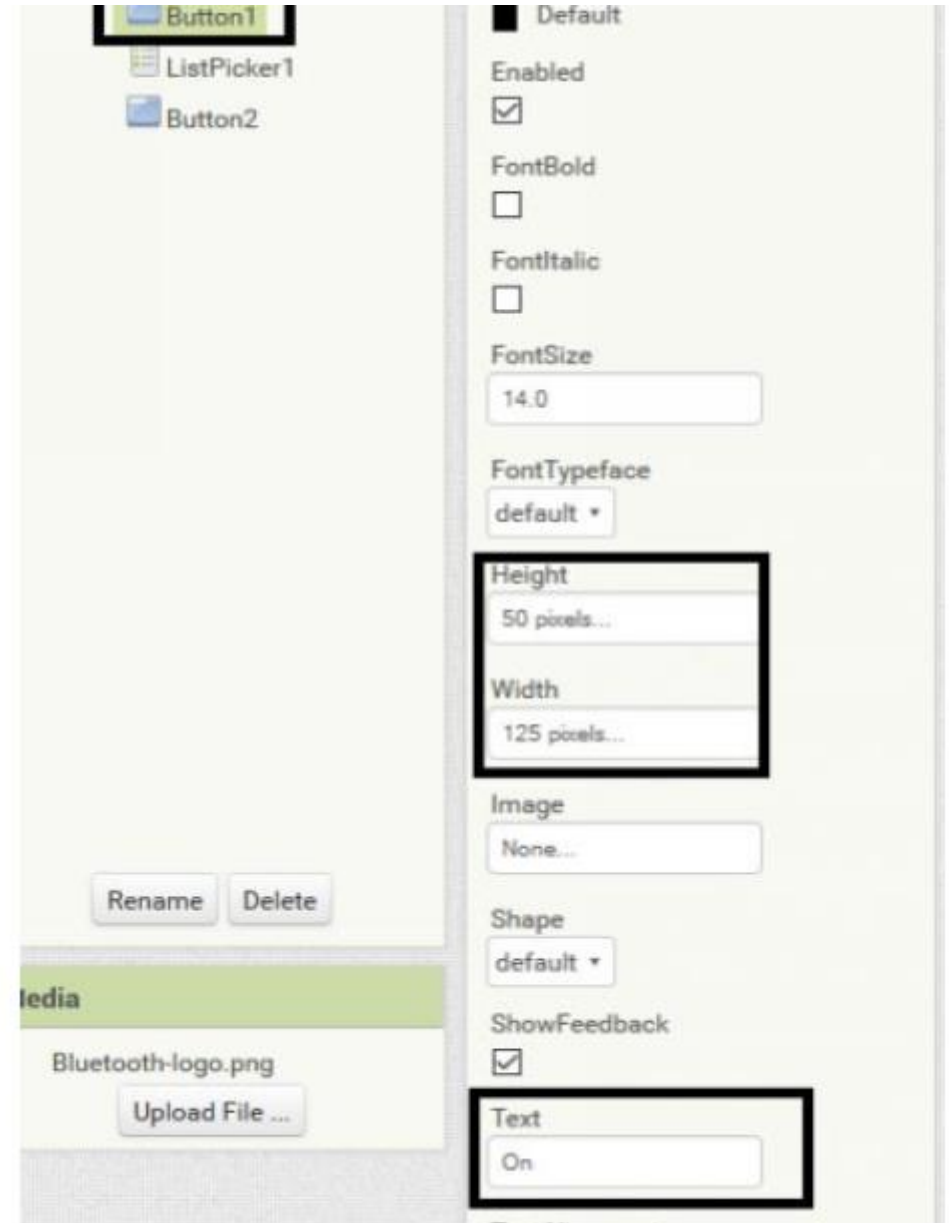 Button1
ListPicker1
Button2
Rename Delete
Media
Bluetooth-logo.png
Upload File ...
Default
Enabled
FontBold
FontItalic
FontSize
14.0
FontTypeface
default
Height
50 pixels...
Width
125 pixels...
Image
None...
Shape
default
ShowFeedback
Text
On